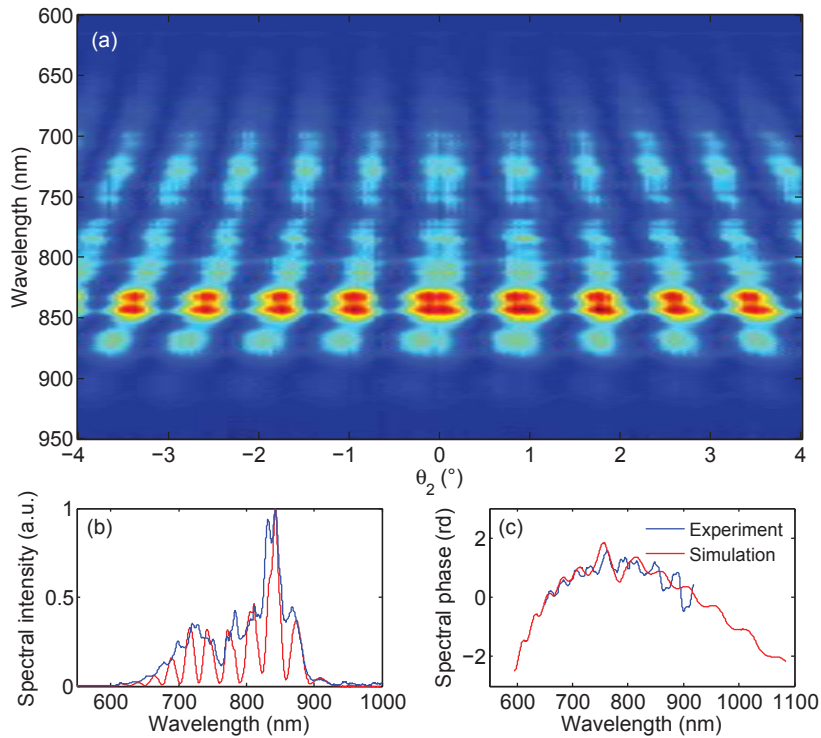 (a)
Wavelength (nm)
600
650
700
750
800
850
900
950
−4 −3 −2 −1 0 1 2 3 4
θ2 (°)
(b)
Spectral intensity (a.u.)
1
0.5
0
600 700 800 900 1000
Wavelength (nm)
(c)
Experiment
Simulation
Spectral phase (rd)
2
0
−2
600 700 800 900 1000 1100
Wavelength (nm)